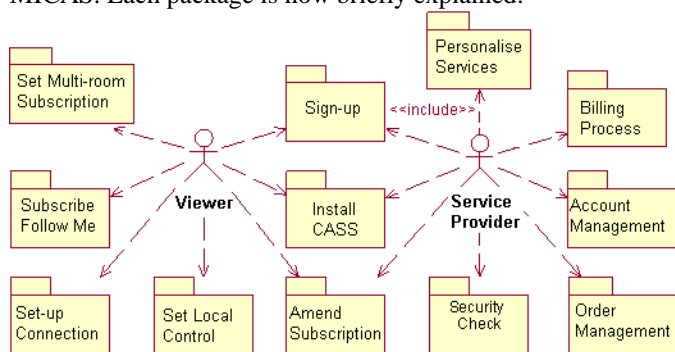 MICAS. Each package is now briefly explained.
Personalise
Services
Set Multi-room
Subscription
Sign-up
<<include>>
Billing
Process
Subscribe
Follow Me
Viewer
Install
CASS
Service
Provider
Account
Management
Set-up
Connection
Set Local
Control
Amend
Subscription
Security
Check
Order
Management